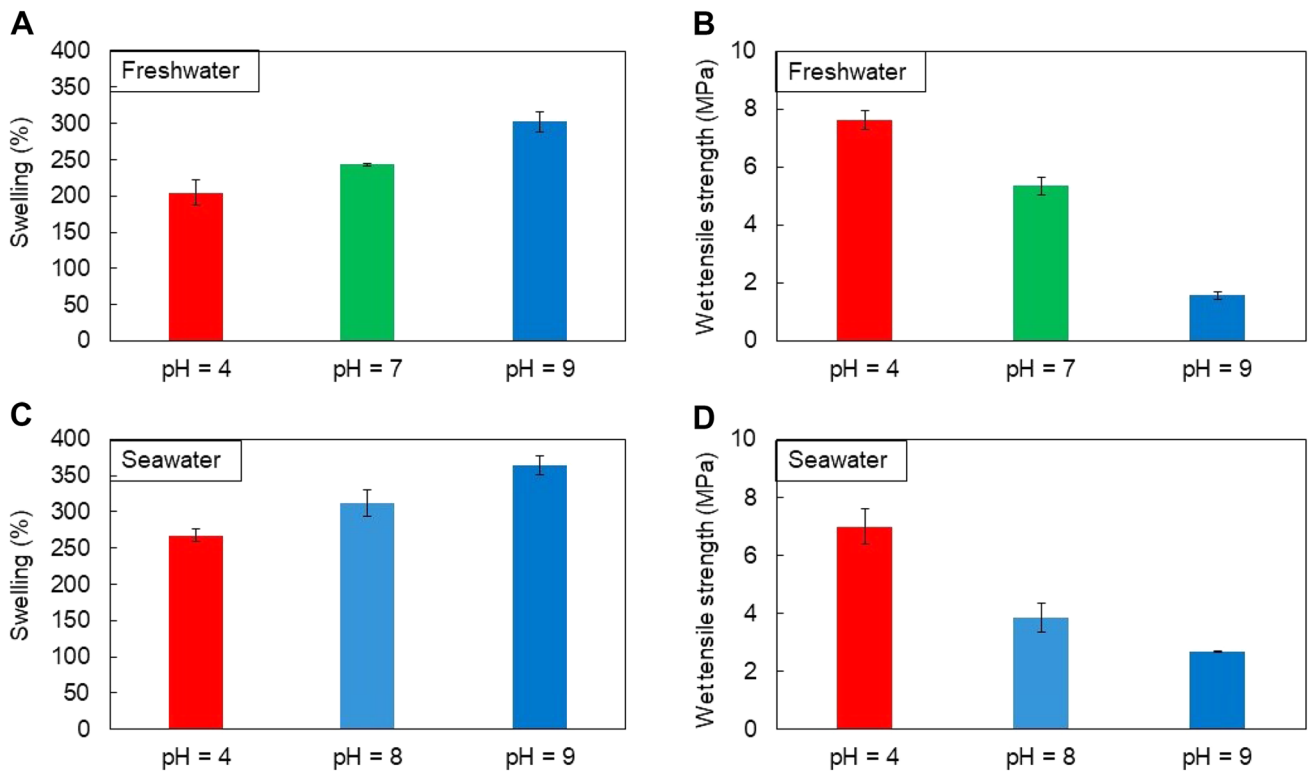 A
Swelling (%)
400
350
300
250
200
150
100
50
0
Freshwater
pH = 4
pH = 7
pH = 9
B
Wettensile strength (MPa)
10
8
6
4
2
0
Freshwater
pH = 4
pH = 7
pH = 9
C
Swelling (%)
400
350
300
250
200
150
100
50
0
Seawater
pH = 4
pH = 8
pH = 9
D
Wettensile strength (MPa)
10
8
6
4
2
0
Seawater
pH = 4
pH = 8
pH = 9